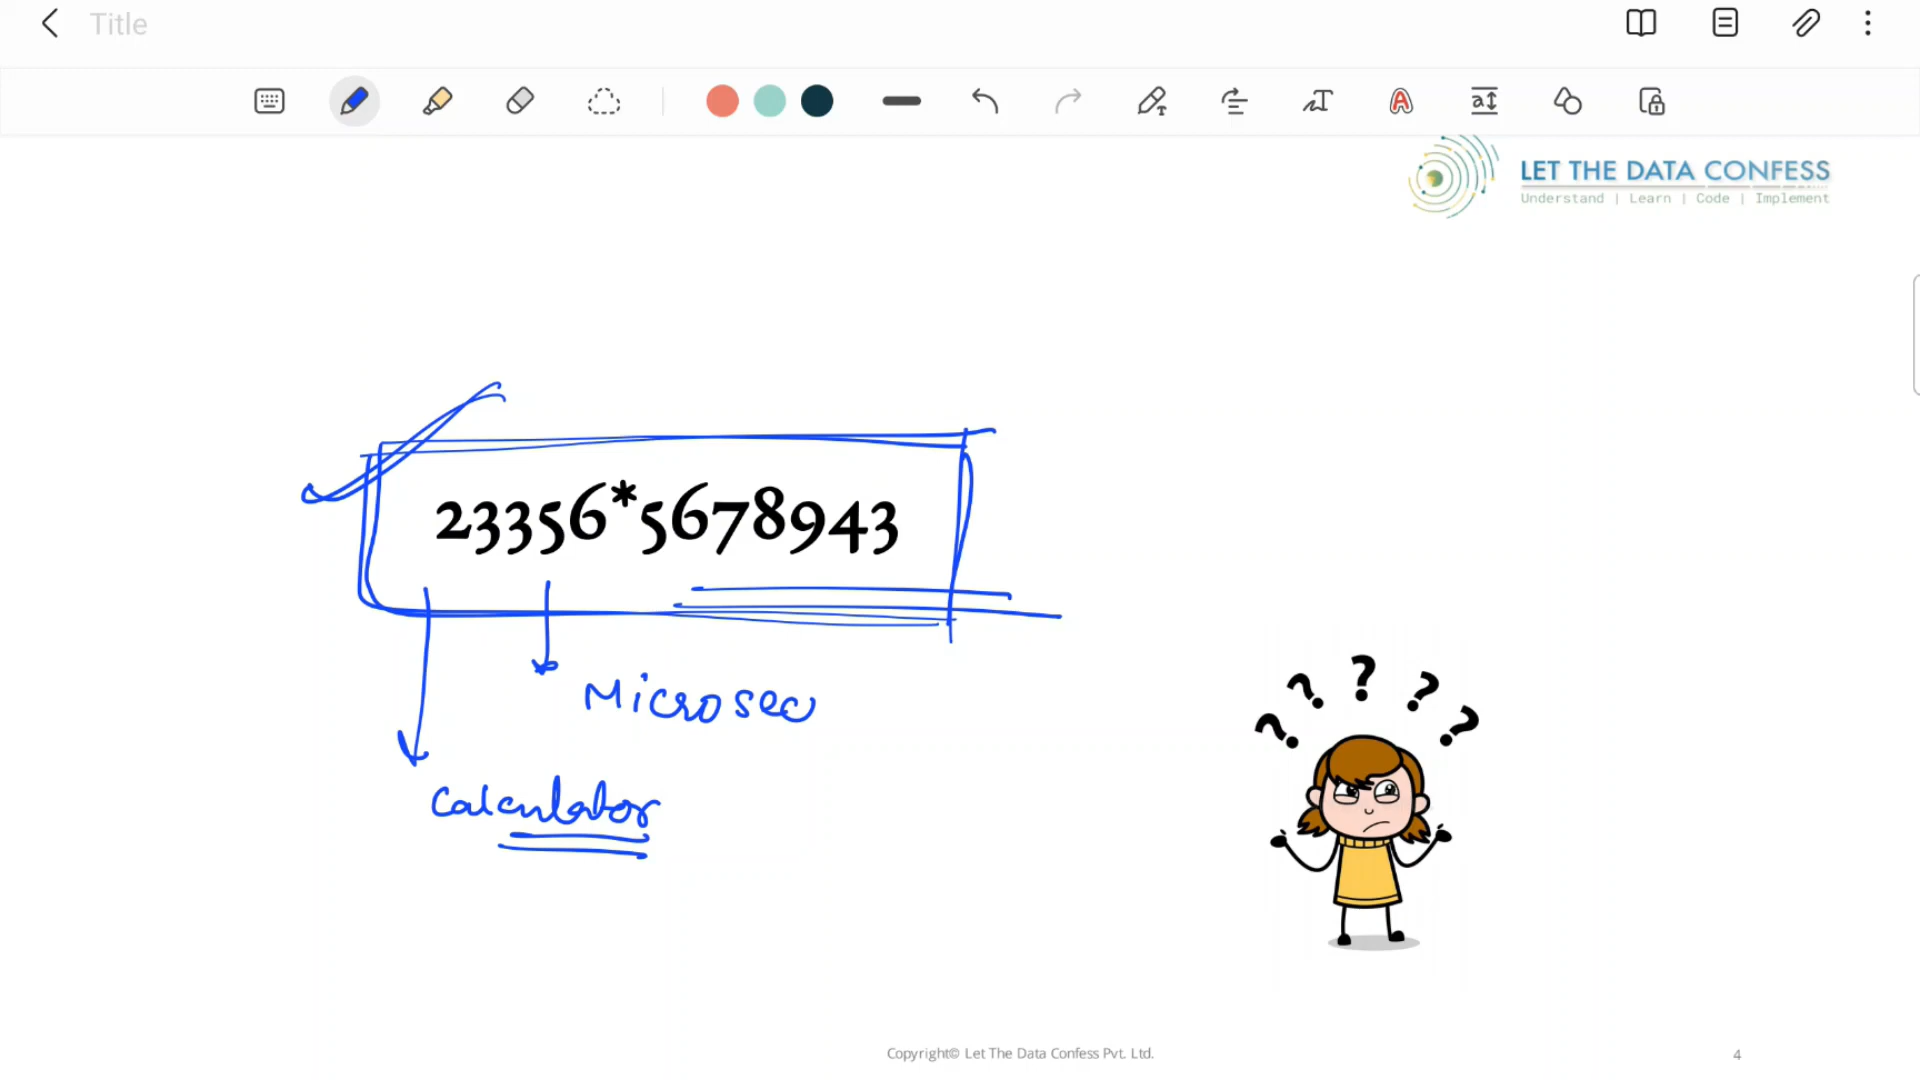 Title
LET THE DATA CONFESS
Understand | Learn | Code | Implement
23356*5678943
Microsec
Calculator
? ? ? ? ?
Copyright© Let The Data Confess Pvt. Ltd.
4